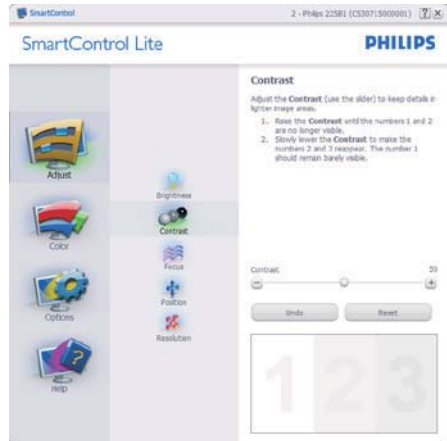 SmartControl
2 - Philips 225B1 (CS30715000001)
SmartControl Lite
PHILIPS
Adjust
Color
Options
Help
Brightness
Contrast
Focus
Position
Resolution
Contrast
Adjust the Contrast (use the slider) to keep details in
lighter image areas.
1. Raise the Contrast until the numbers 1 and 2
are no longer visible.
2. Slowly lower the Contrast to make the
numbers 2 and 3 reappear. The number 1
should remain barely visible.
Contrast
50
Undo
Reset
1 2 3